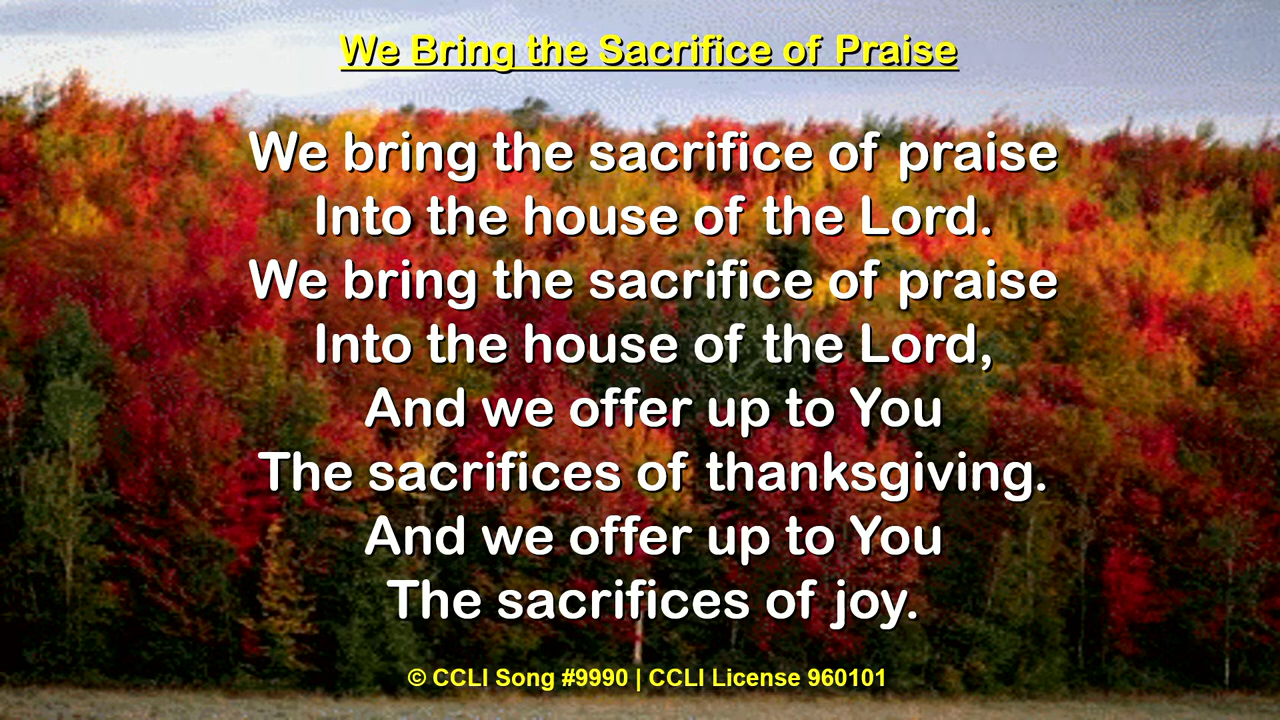 We Bring the Sacrifice of Praise
We bring the sacrifice of praise
Into the house of the Lord.
We bring the sacrifice of praise
Into the house of the Lord,
And we offer up to You
The sacrifices of thanksgiving.
And we offer up to You
The sacrifices of joy.
© CCLI Song #9990 | CCLI License 960101